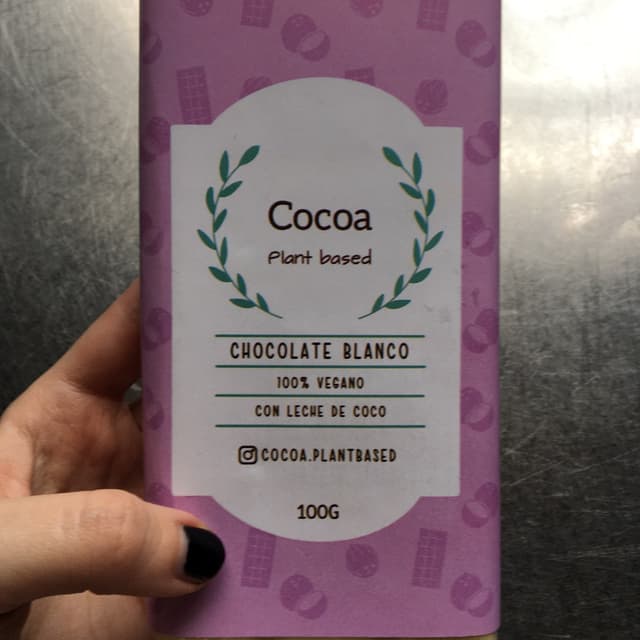 Cocoa
Plant based
CHOCOLATE BLANCO
100% VEGANO
CON LECHE DE COCO
COCOA.PLANTBASED
100G